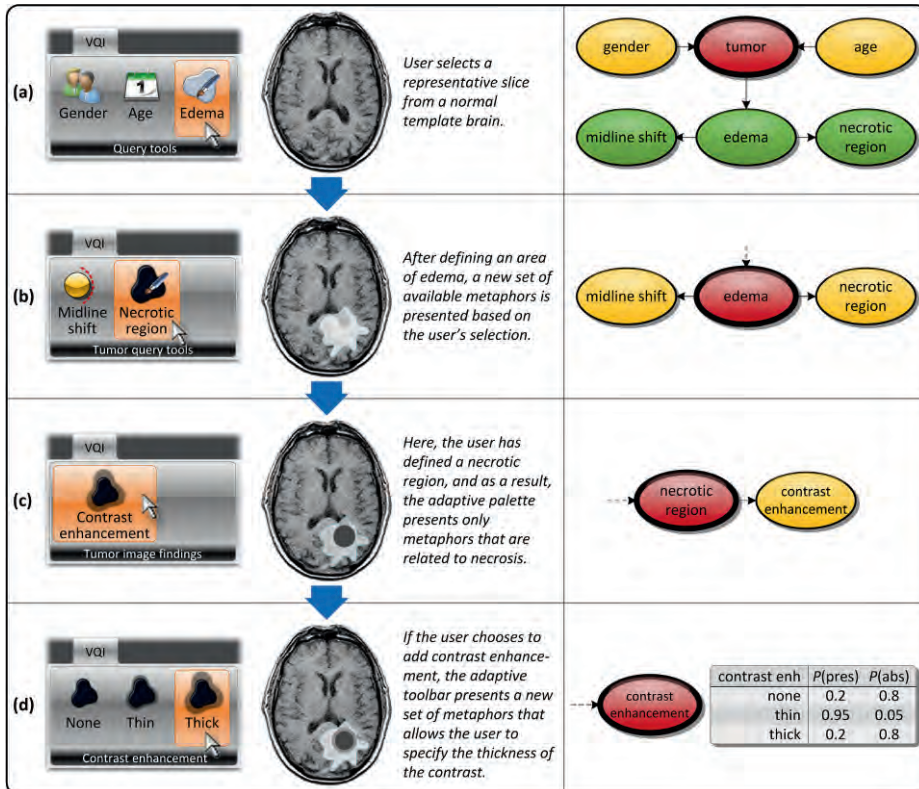 (a)
VQI
Gender
Age
Edema
Query tools
User selects a
representative slice
from a normal
template brain.
gender
tumor
age
midline shift
edema
necrotic
region
(b)
VQI
Midline
shift
Necrotic
region
Tumor query tools
After defining an area
of edema, a new set of
available metaphors is
presented based on
the user's selection.
midline shift
edema
necrotic
region
(c)
VQI
Contrast
enhancement
Tumor image findings
Here, the user has
defined a necrotic
region, and as a result,
the adaptive palette
presents only
metaphors that are
related to necrosis.
necrotic
region
contrast
enhancement
(d)
VQI
None
Thin
Thick
Contrast enhancement
If the user chooses to
add contrast enhance-
ment, the adaptive
toolbar presents a new
set of metaphors that
allows the user to
specify the thickness of
the contrast.
contrast
enhancement
contrast enh P(pres) P(abs)
none 0.2 0.8
thin 0.95 0.05
thick 0.2 0.8